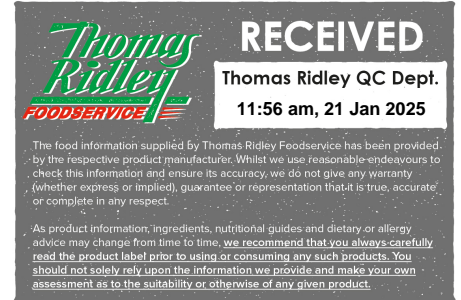 Thomas
Ridley
FOODSERVICE
RECEIVED
Thomas Ridley QC Dept.
11:56 am, 21 Jan 2025
The food information supplied by Thomas Ridley Foodservice has been provided
by the respective product manufacturer. Whilst we use reasonable endeavours to
check this information and ensure its accuracy, we do not give any warranty
(whether express or implied), guarantee or representation that it is true, accurate
or complete in any respect.
As product information, ingredients, nutritional guides and dietary or allergy
advice may change from time to time, we recommend that you always carefully
read the product label prior to using or consuming any such products. You
should not solely rely upon the information we provide and make your own
assessment as to the suitability or otherwise of any given product.